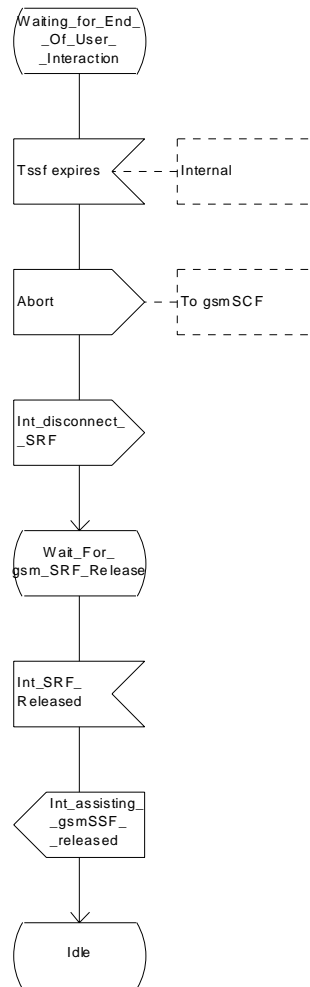 Waiting_for_End_
_Of_User_
_Interaction
Tssf expires
Internal
Abort
To gsmSCF
Int_disconnect_
_SRF
Wait_For_
gsm_SRF_Release
Int_SRF_
Released
Int_assisting_
_gsmSSF_
_released
Idle